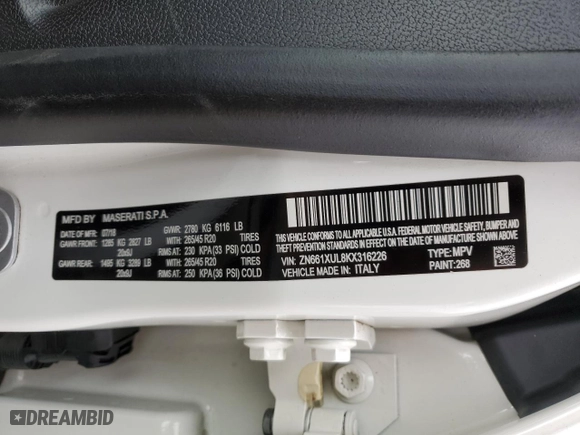 MFD BY MASERATI S.P.A.
DATE OF MFR: 07/18 GVWR: 2780 KG 6116 LB
GAWR FRONT: 1285 KG 2827 LB WITH: 265/45 R20 TIRES
20x9J RIMS AT: 230 KPA(33 PSI) COLD
GAWR REAR: 1495 KG 3289 LB WITH: 265/45 R20 TIRES
20x9J RIMS AT: 250 KPA(36 PSI) COLD
THIS VEHICLE CONFORMS TO ALL APPLICABLE U.S.A. FEDERAL MOTOR VEHICLE SAFETY, BUMPER AND
THEFT PREVENTION STANDARDS IN EFFECT ON THE DATE OF MANUFACTURE SHOWN ABOVE
VIN: ZN661XUL8KX316226 TYPE: MPV
VEHICLE MADE IN: ITALY PAINT: 268
DREAMBID